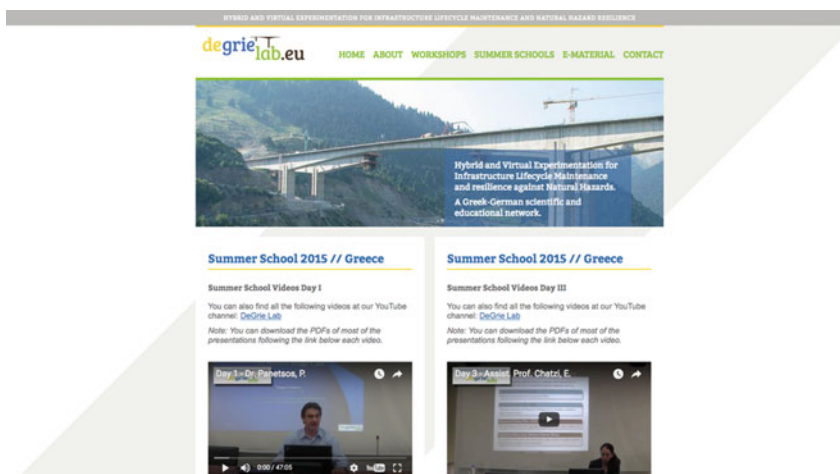 HYBRID AND VIRTUAL EXPERIMENTATION FOR INFRASTRUCTURE LIFECYCLE MAINTENANCE AND NATURAL HAZARD RESILIENCE
degrielab.eu
HOME ABOUT WORKSHOPS SUMMER SCHOOLS E-MATERIAL CONTACT
Hybrid and Virtual Experimentation for
Infrastructure Lifecycle Maintenance
and resilience against Natural Hazards.
A Greek-German scientific and
educational network.
Summer School 2015 // Greece
Summer School Videos Day I
You can also find all the following videos at our YouTube
channel: DeGrie Lab
Note: You can download the PDFs of most of the
presentations following the link below each video.
Day 1 - Dr. Panetsos, P.
0:00 / 47:05
YouTube
Summer School 2015 // Greece
Summer School Videos Day III
You can also find all the following videos at our YouTube
channel: DeGrie Lab
Note: You can download the PDFs of most of the
presentations following the link below each video.
Day 3 - Assist. Prof. Chatzi, E.